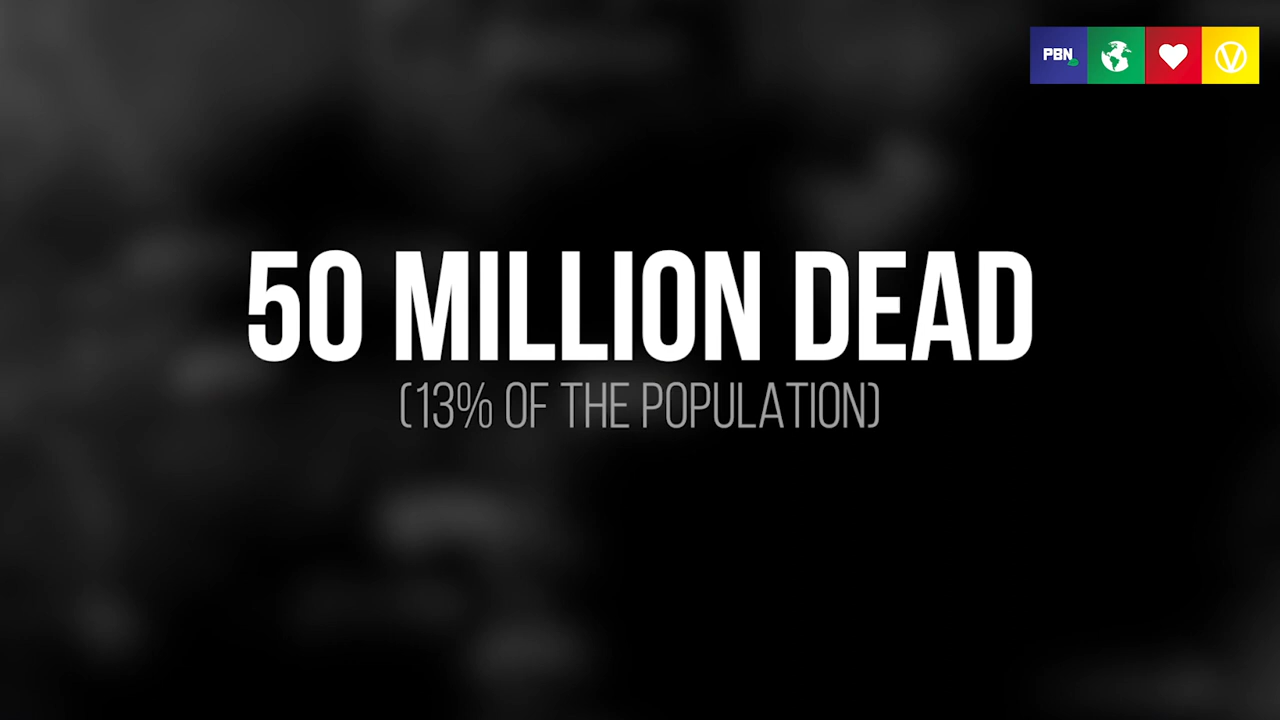 PBN
50 MILLION DEAD
(13% OF THE POPULATION)